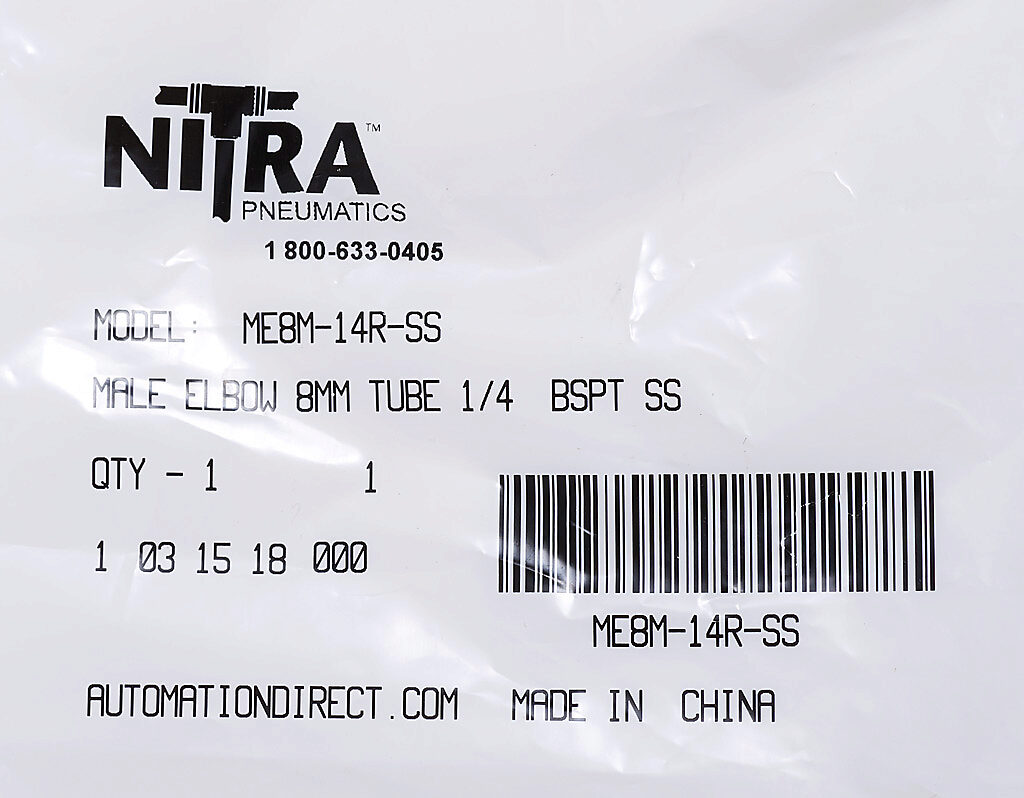 NITRA™
PNEUMATICS
1 800-633-0405
MODEL: ME8M-14R-SS
MALE ELBOW 8MM TUBE 1/4 BSPT SS
QTY - 1 1
1 03 15 18 000
ME8M-14R-SS
AUTOMATIONDIRECT.COM MADE IN CHINA